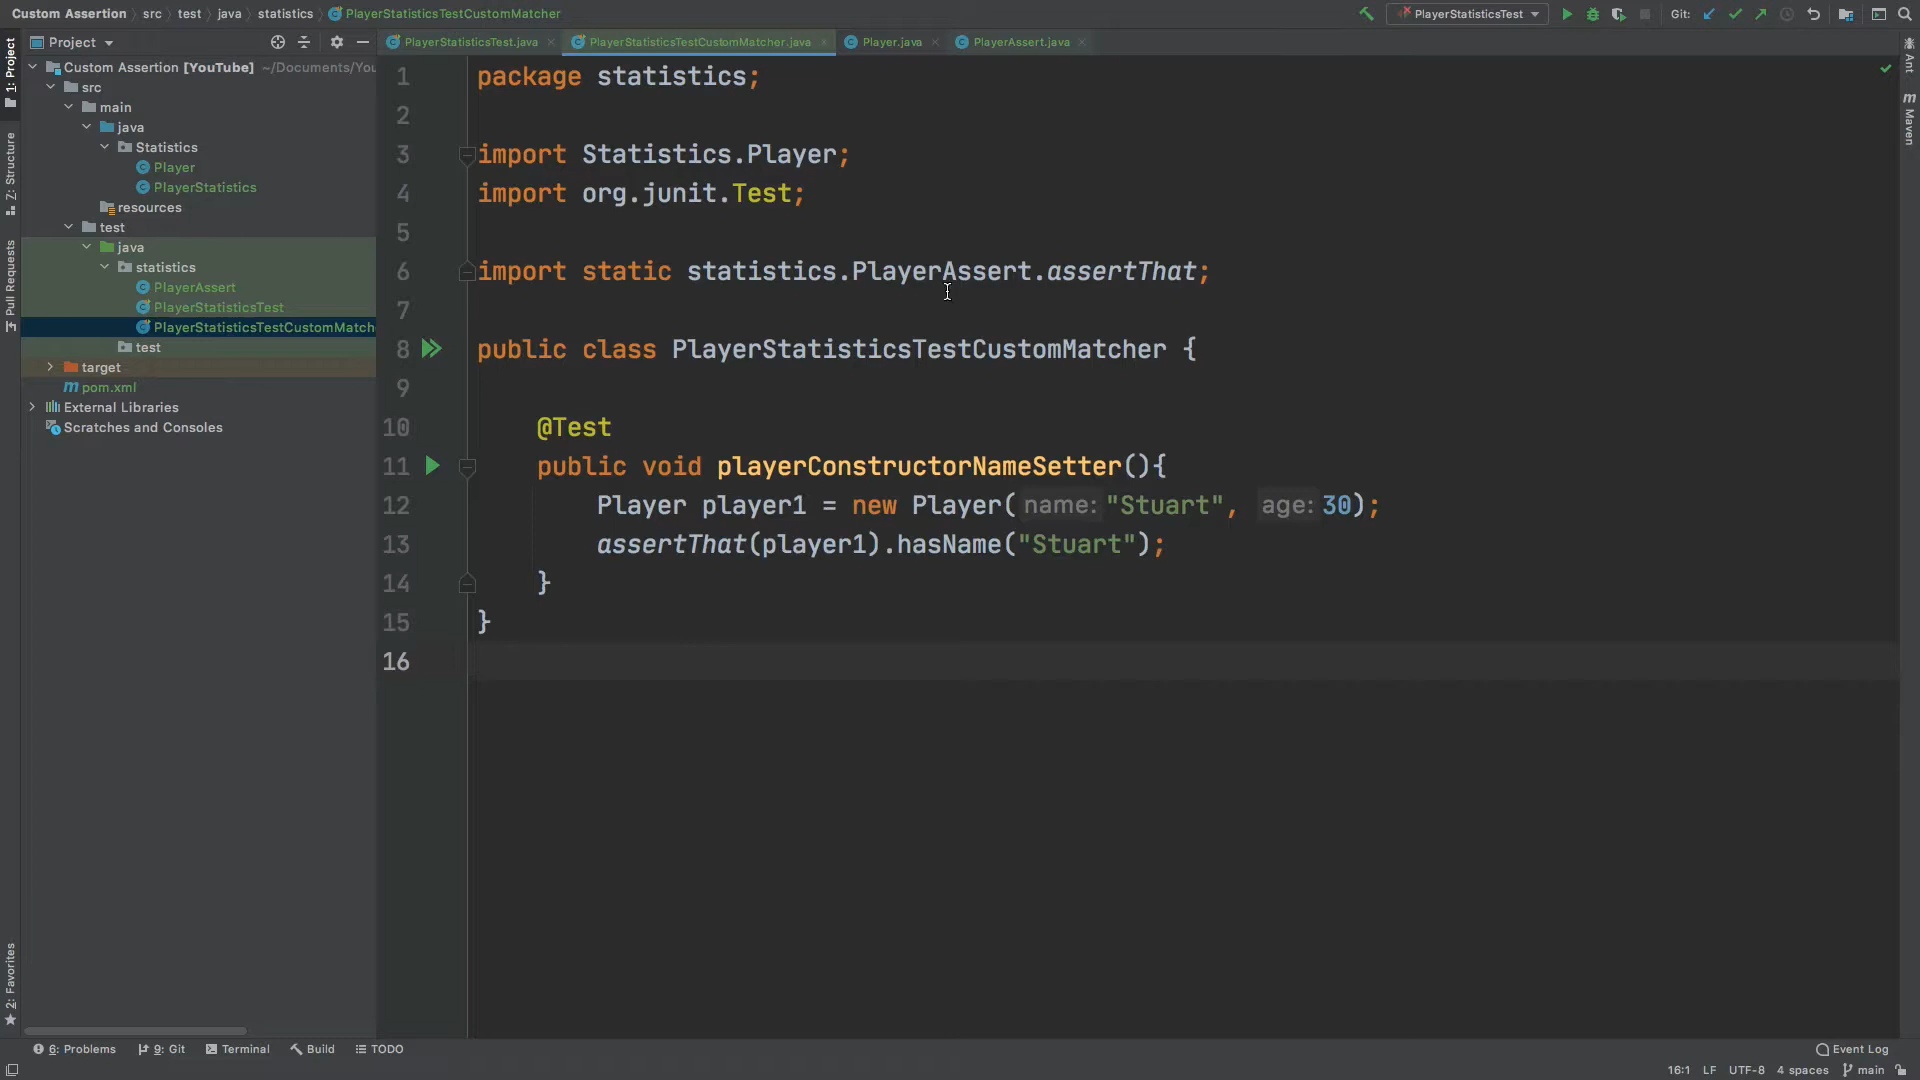 Custom Assertion src test java statistics PlayerStatisticsTestCustomMatcher
PlayerStatisticsTest Git:
1: Project
Z: Structure
Pull Requests
2: Favorites
Project
Custom Assertion [YouTube] ~/Documents/You
src
main
java
Statistics
Player
PlayerStatistics
resources
test
java
statistics
PlayerAssert
PlayerStatisticsTest
PlayerStatisticsTestCustomMatche
test
target
pom.xml
External Libraries
Scratches and Consoles
PlayerStatisticsTest.java PlayerStatisticsTestCustomMatcher.java Player.java PlayerAssert.java
1 package statistics;
2
3 import Statistics.Player;
4 import org.junit.Test;
5
6 import static statistics.PlayerAssert.assertThat;
7
8 public class PlayerStatisticsTestCustomMatcher {
9
10 @Test
11 public void playerConstructorNameSetter(){
12 Player player1 = new Player( name: "Stuart", age: 30);
13 assertThat(player1).hasName("Stuart");
14 }
15 }
16
Ant
m Maven
6: Problems 9: Git Terminal Build TODO
Event Log
16:1 LF UTF-8 4 spaces main